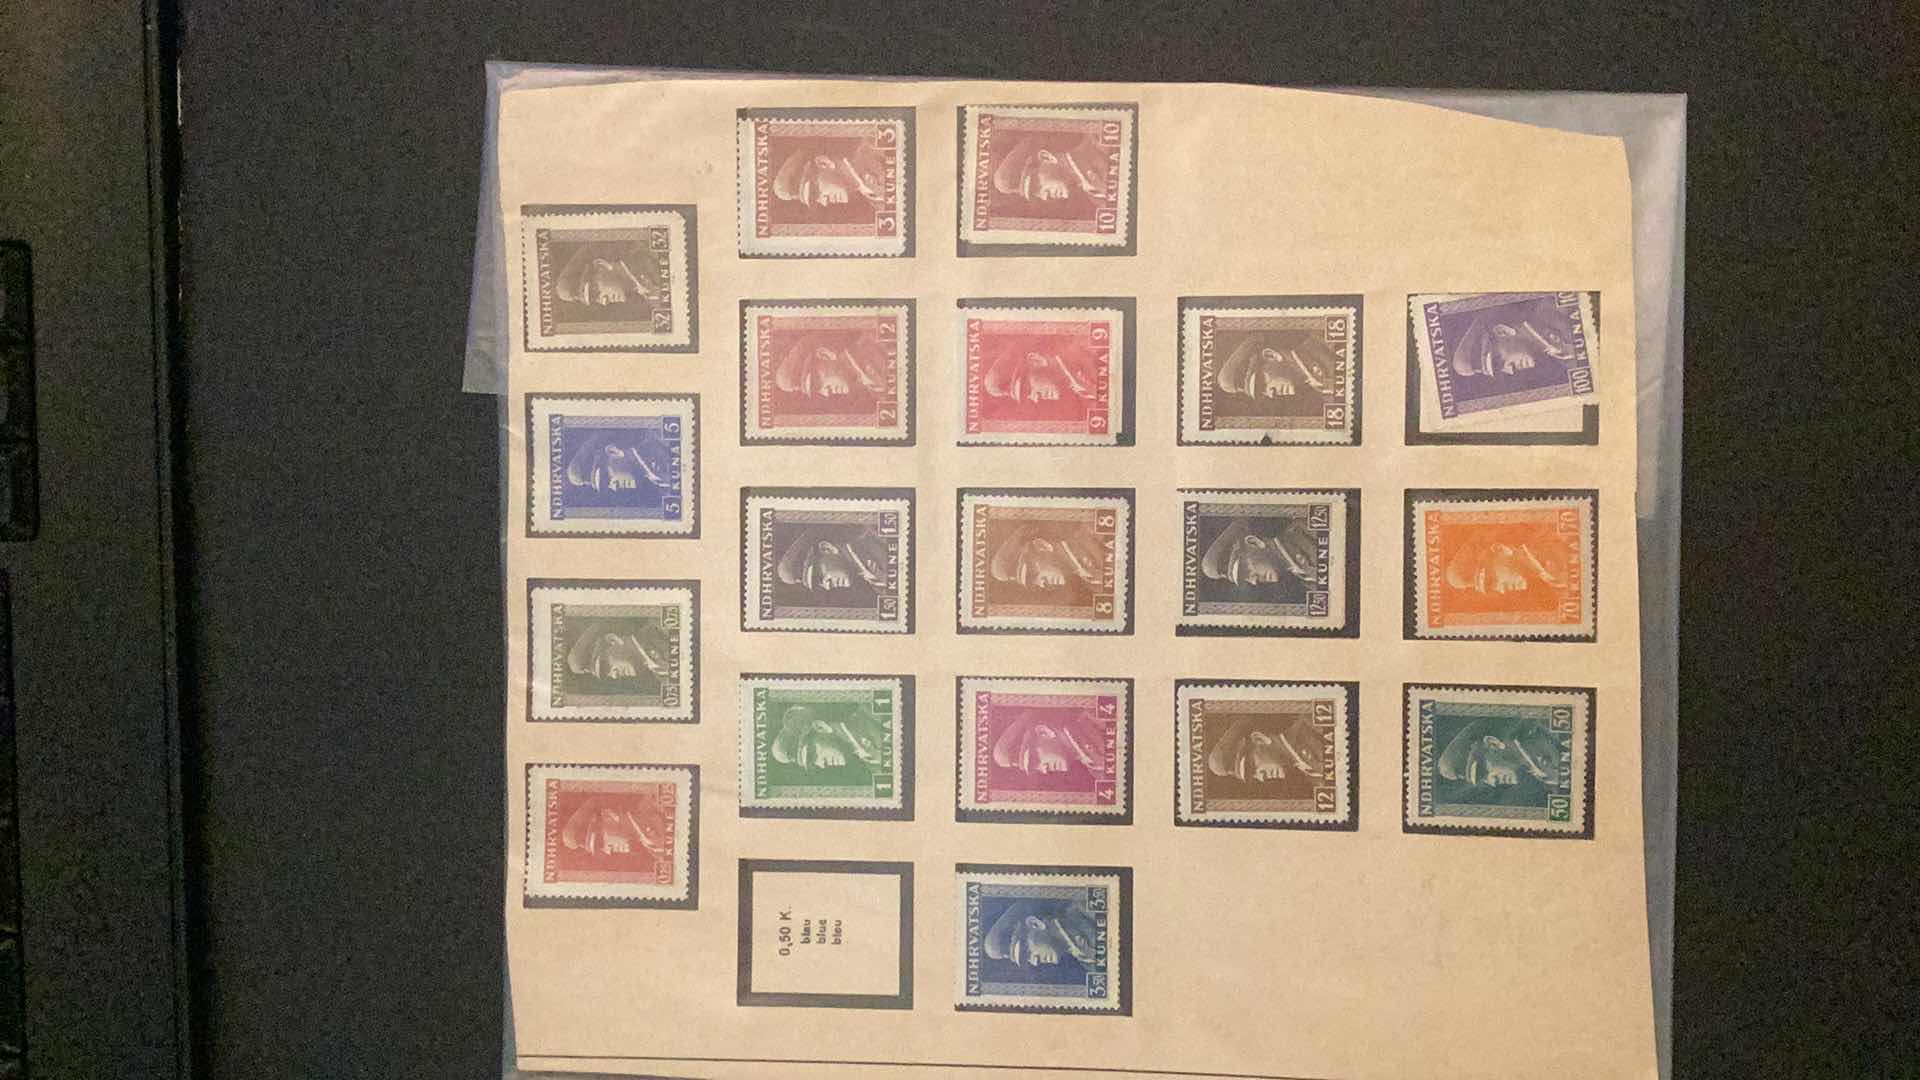 NDHRVATSKA
0.25 KUNE 0.25
NDHRVATSKA
0.75 KUNE 0.75
NDHRVATSKA
5 KUNA 5
NDHRVATSKA
32 KUNE 32
0,50 K.
blau
blue
bleu
NDHRVATSKA
1 KUNA 1
NDHRVATSKA
1.50 KUNE 1.50
NDHRVATSKA
2 KUNE 2
NDHRVATSKA
3 KUNE 3
NDHRVATSKA
3.50 KUNE 3.50
NDHRVATSKA
4 KUNE 4
NDHRVATSKA
8 KUNA 8
NDHRVATSKA
9 KUNA 9
NDHRVATSKA
10 KUNA 10
NDHRVATSKA
12 KUNA 12
NDHRVATSKA
12.50 KUNE 12.50
NDHRVATSKA
18 KUNA 18
NDHRVATSKA
50 KUNA 50
NDHRVATSKA
70 KUNA 70
NDHRVATSKA
100 KUNA 10